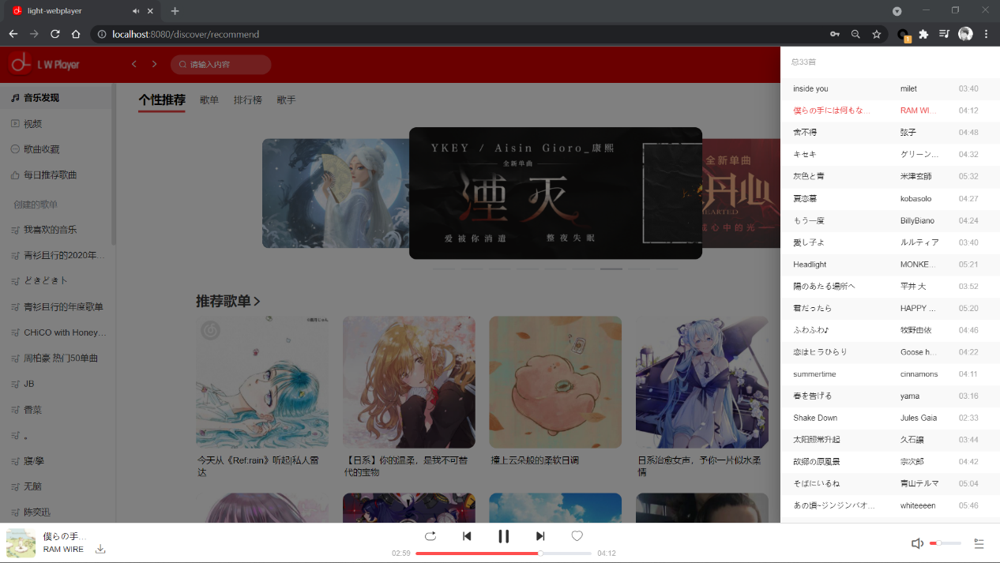 light-webplayer
localhost:8080/discover/recommend
1
L W Player
请输入内容
音乐发现
视频
歌曲收藏
每日推荐歌曲
创建的歌单
我喜欢的音乐
青衫且行的2020年...
どきどきト
青衫且行的年度歌单
CHiCO with Honey...
周柏豪 热门50单曲
JB
香菜
。
无脑
陈奕迅
个性推荐 歌单 排行榜 歌手
YKEY / Aisin Gioro_康熙
全新单曲
湮灭
爱被你消遣 整夜失眠
全新单曲
丹心
HEARTED
心中的光
推荐歌单
今天从《Ref:rain》听起|私人雷
达
【日系】你的温柔，是我不可替
代的宝物
撞上云朵般的柔软日调
日系治愈女声，予你一片似水柔
情
总33首
inside you milet 03:40
僕らの手には何もな... RAM WI... 04:12
舍不得 弦子 04:48
キセキ グリーン... 04:32
灰色と青 米津玄師 05:32
夏恋慕 kobasolo 04:27
もう一度 BillyBiano 04:24
愛し子よ ルルティア 03:40
Headlight MONKE... 05:21
陽のあたる場所へ 平井 大 03:52
君だったら HAPPY ... 05:20
ふわふわ♪ 牧野由依 04:46
恋はヒラひらり Goose h... 04:22
summertime cinnamons 04:11
春を告げる yama 03:16
Shake Down Jules Gaia 02:33
太阳照常升起 久石讓 03:44
故郷の原風景 宗次郎 04:42
そばにいるね 青山テルマ 05:04
あの頃~ジンジンバオ... whiteeeen 05:46
僕らの手...
RAM WIRE
02:59 04:12